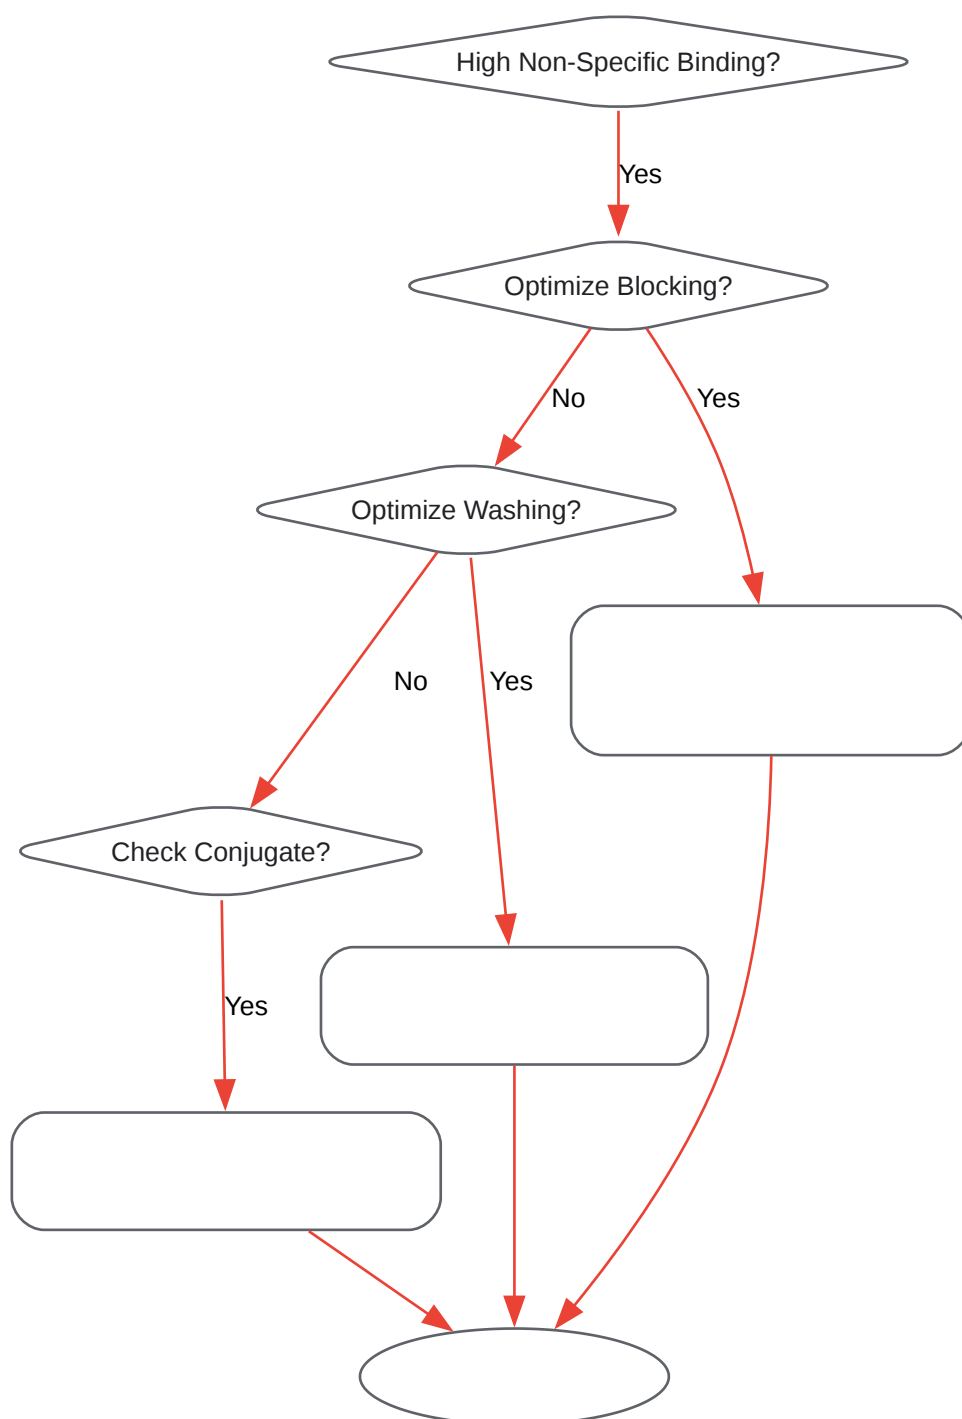 High Non-Specific Binding?
Yes
Optimize Blocking?
No
Yes
Optimize Washing?
No
Yes
Check Conjugate?
Yes